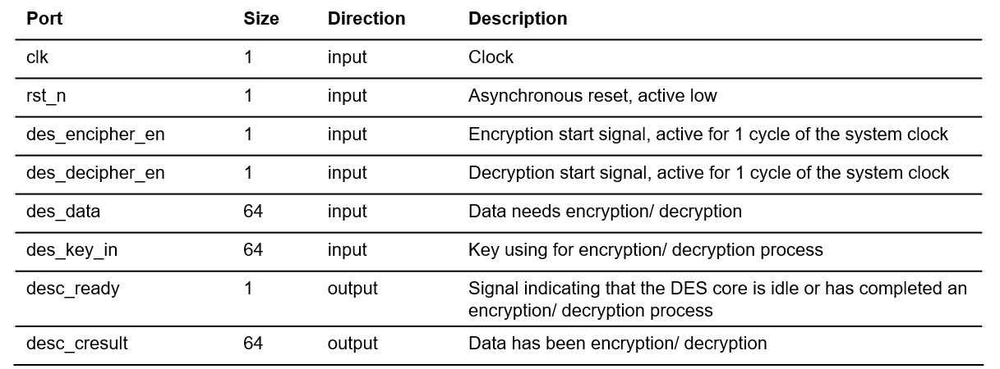 Port Size Direction Description
clk 1 input Clock
rst_n 1 input Asynchronous reset, active low
des_encipher_en 1 input Encryption start signal, active for 1 cycle of the system clock
des_decipher_en 1 input Decryption start signal, active for 1 cycle of the system clock
des_data 64 input Data needs encryption/ decryption
des_key_in 64 input Key using for encryption/ decryption process
desc_ready 1 output Signal indicating that the DES core is idle or has completed an
encryption/ decryption process
desc_cresult 64 output Data has been encryption/ decryption